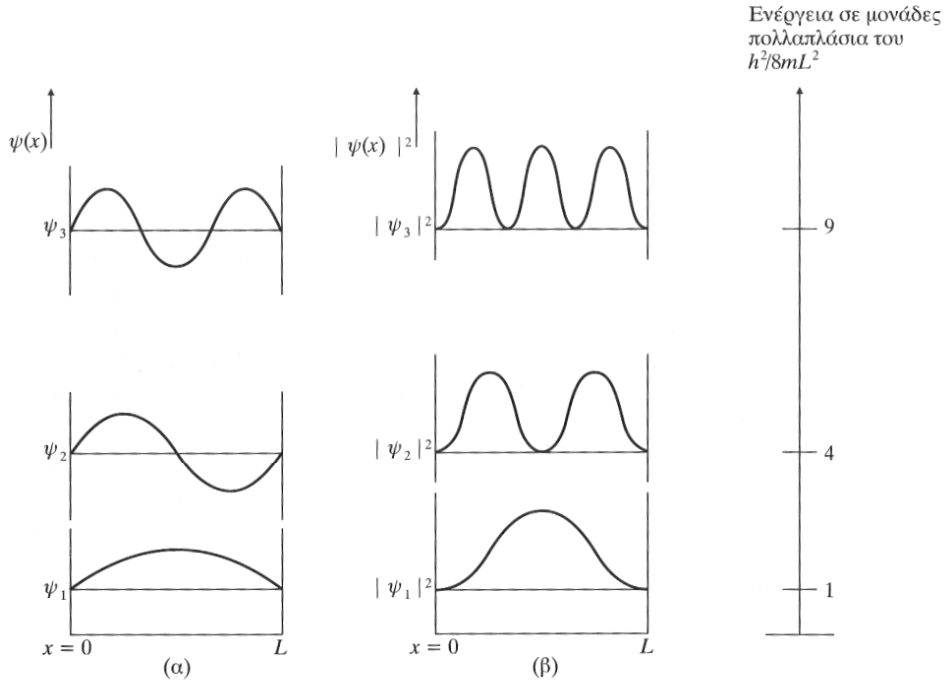 Ενέργεια σε μονάδες
πολλαπλάσια του
h²/8mL²
ψ(x)
| ψ(x) |²
ψ₃
| ψ₃ |²
9
ψ₂
| ψ₂ |²
4
ψ₁
| ψ₁ |²
1
x = 0
L
x = 0
L
(α)
(β)